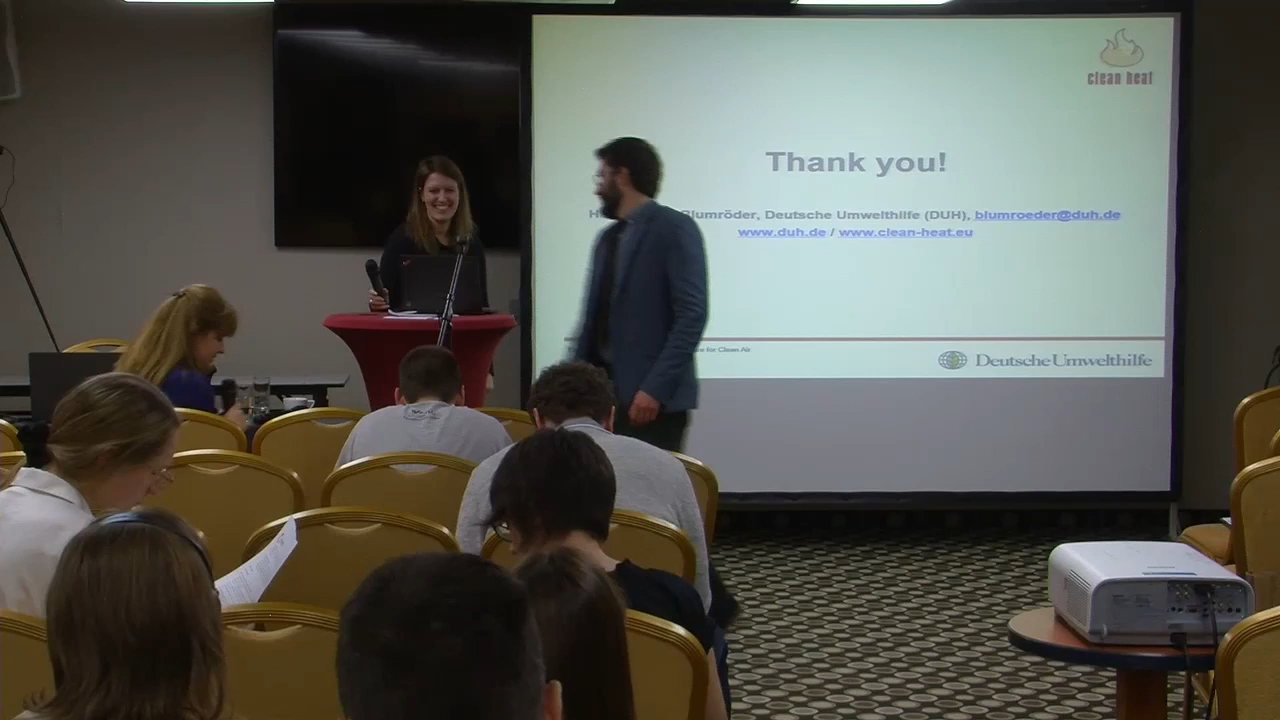 clean heat
Thank you!
Blumröder, Deutsche Umwelthilfe (DUH), blumroeder@duh.de
www.duh.de / www.clean-heat.eu
for Clean Air
Deutsche Umwelthilfe